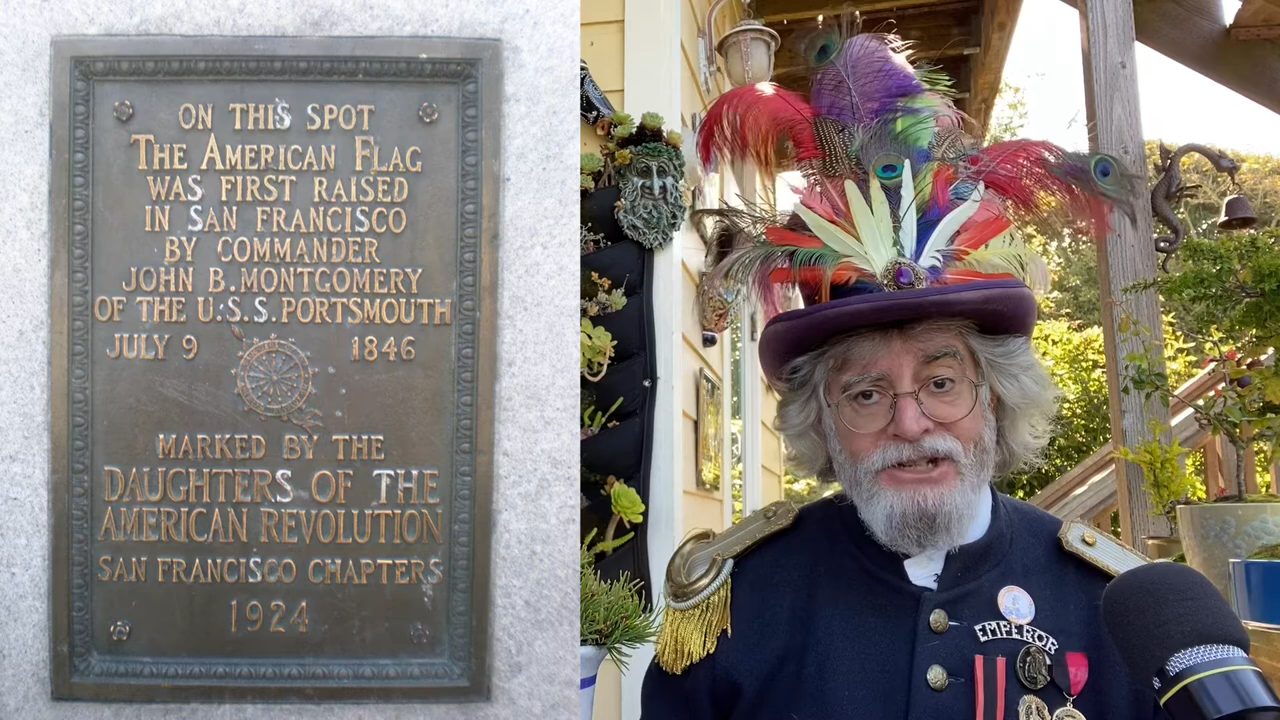 ON THIS SPOT
THE AMERICAN FLAG
WAS FIRST RAISED
IN SAN FRANCISCO
BY COMMANDER
JOHN B. MONTGOMERY
OF THE U.S.S. PORTSMOUTH
JULY 9 1846
MARKED BY THE
DAUGHTERS OF THE
AMERICAN REVOLUTION
SAN FRANCISCO CHAPTERS
1924
EMPEROR